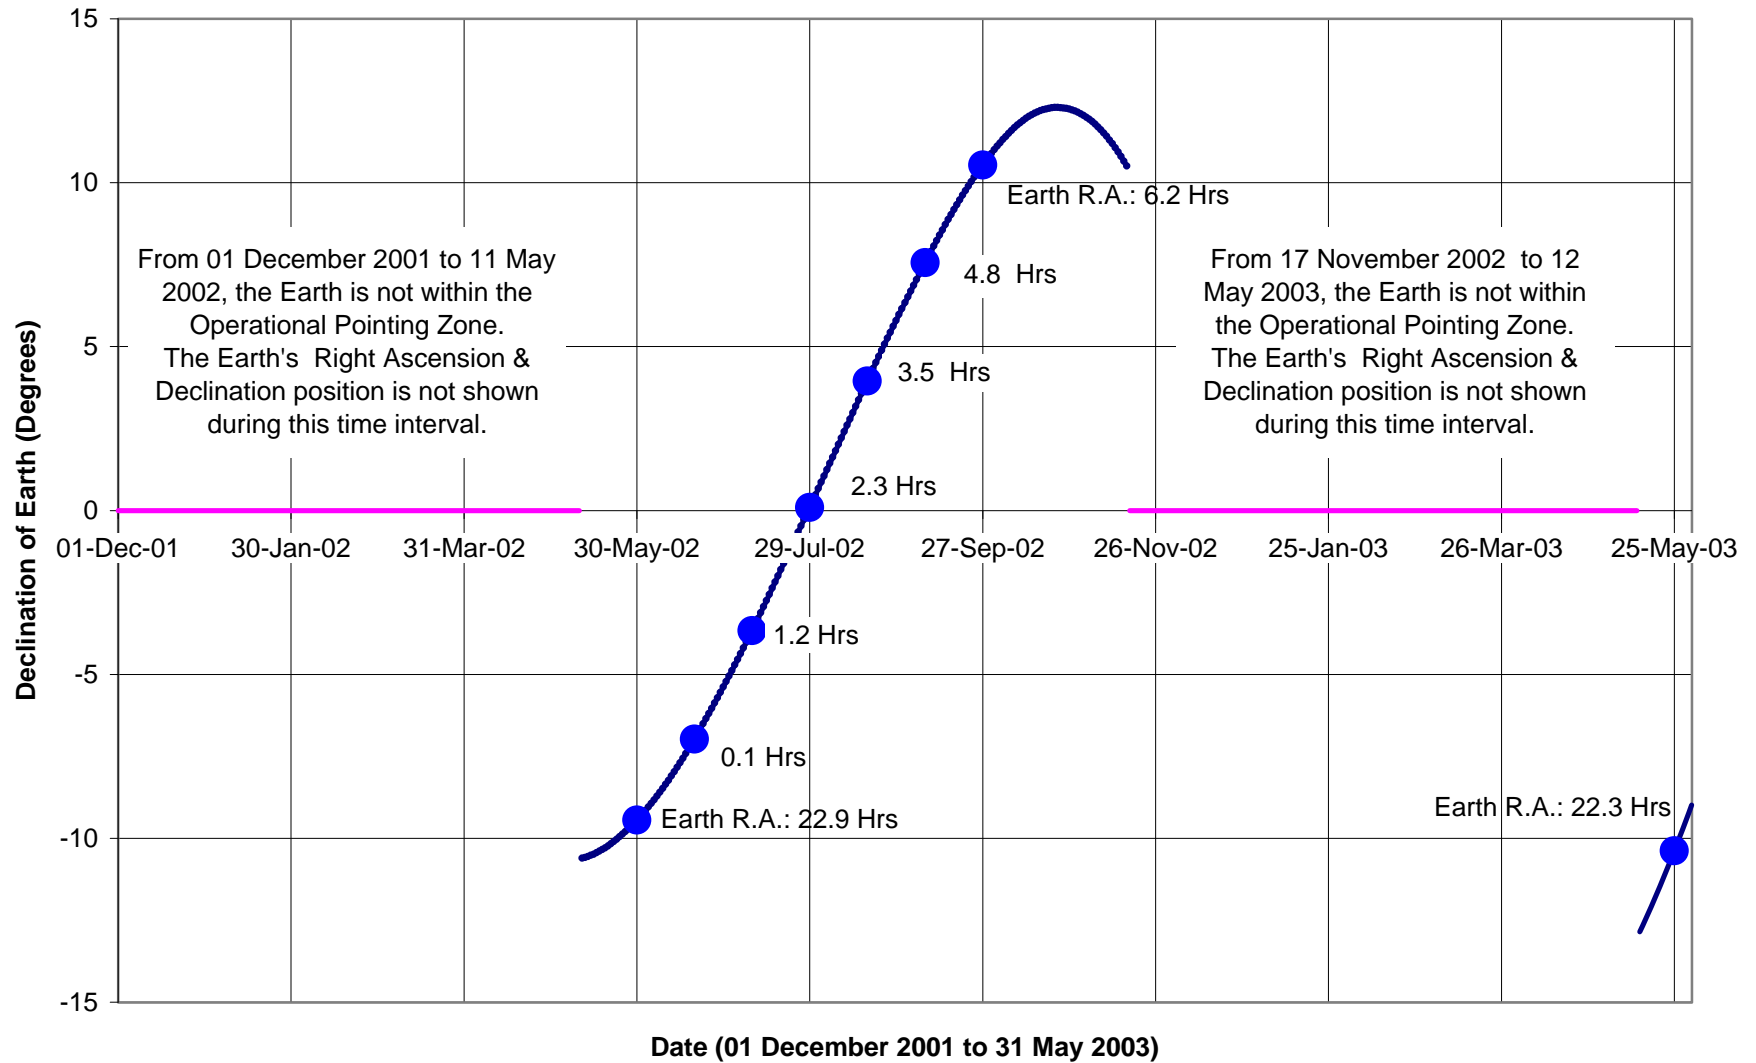 15
10
5
0
-5
-10
-15
Declination of Earth (Degrees)
From 01 December 2001 to 11 May
2002, the Earth is not within the
Operational Pointing Zone.
The Earth's Right Ascension &
Declination position is not shown
during this time interval.
Earth R.A.: 6.2 Hrs
4.8 Hrs
3.5 Hrs
2.3 Hrs
1.2 Hrs
0.1 Hrs
Earth R.A.: 22.9 Hrs
From 17 November 2002 to 12
May 2003, the Earth is not within
the Operational Pointing Zone.
The Earth's Right Ascension &
Declination position is not shown
during this time interval.
Earth R.A.: 22.3 Hrs
01-Dec-01 30-Jan-02 31-Mar-02 30-May-02 29-Jul-02 27-Sep-02 26-Nov-02 25-Jan-03 26-Mar-03 25-May-03
Date (01 December 2001 to 31 May 2003)